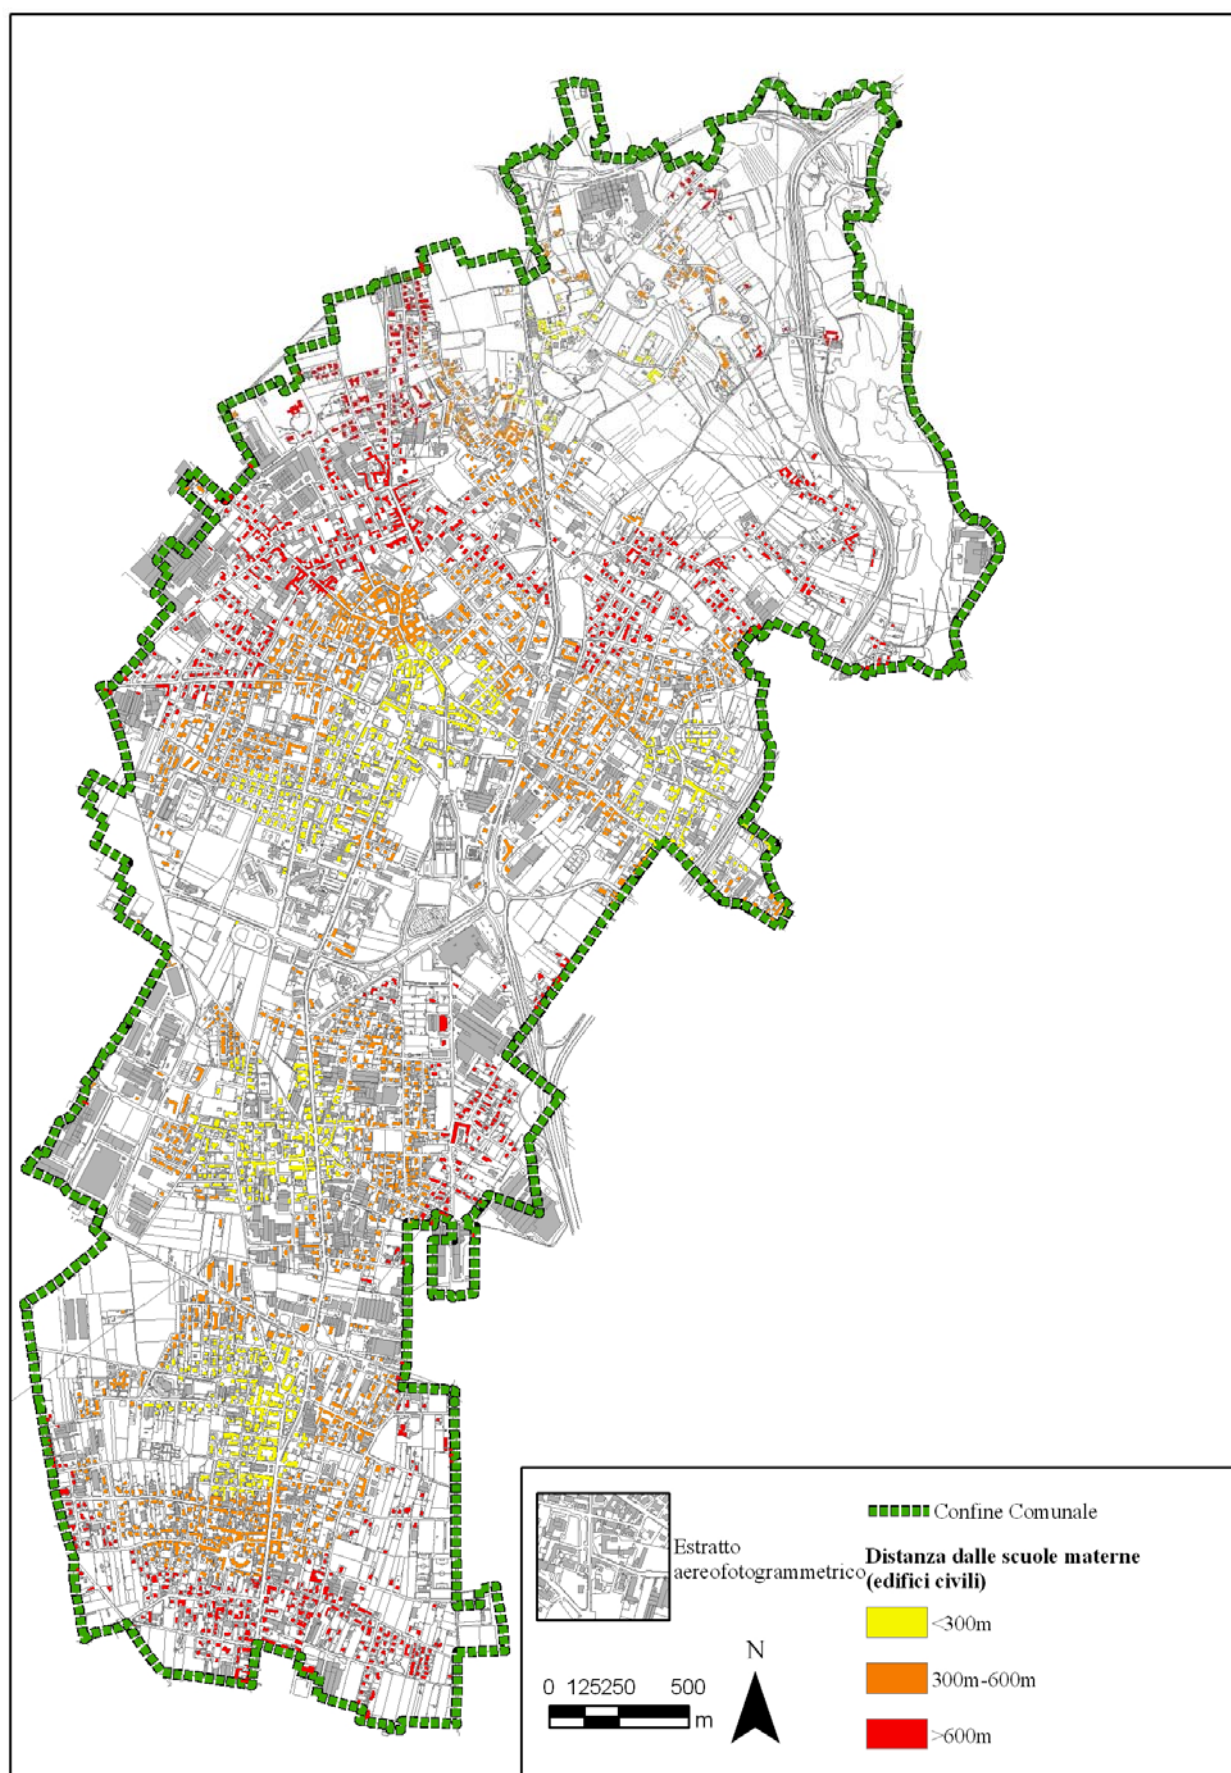 Estratto
aereofotogrammetrico
Confine Comunale
Distanza dalle scuole materne
(edifici civili)
<300m
300m-600m
>600m
N
0 125250 500
m